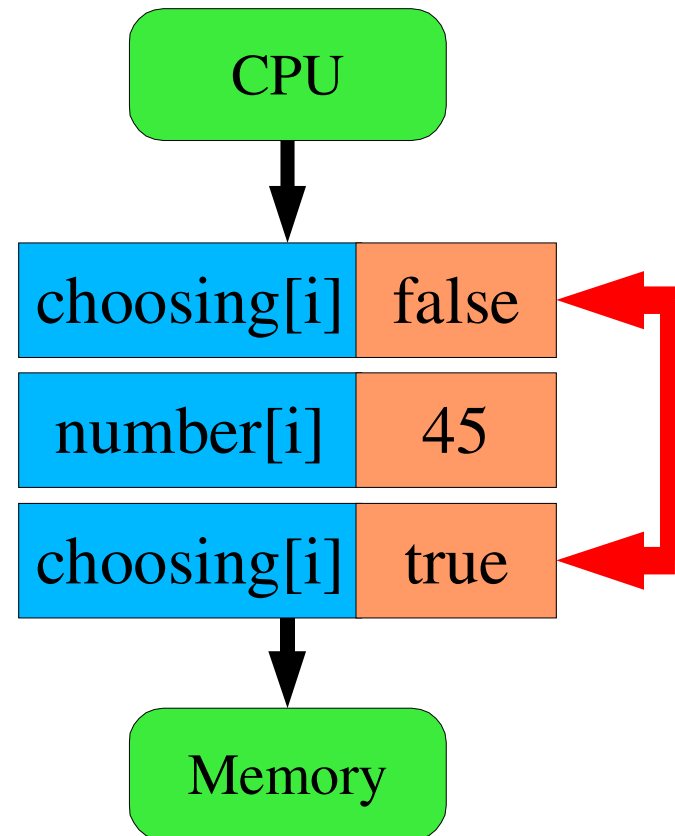 CPU
choosing[i] false
number[i] 45
choosing[i] true
Memory